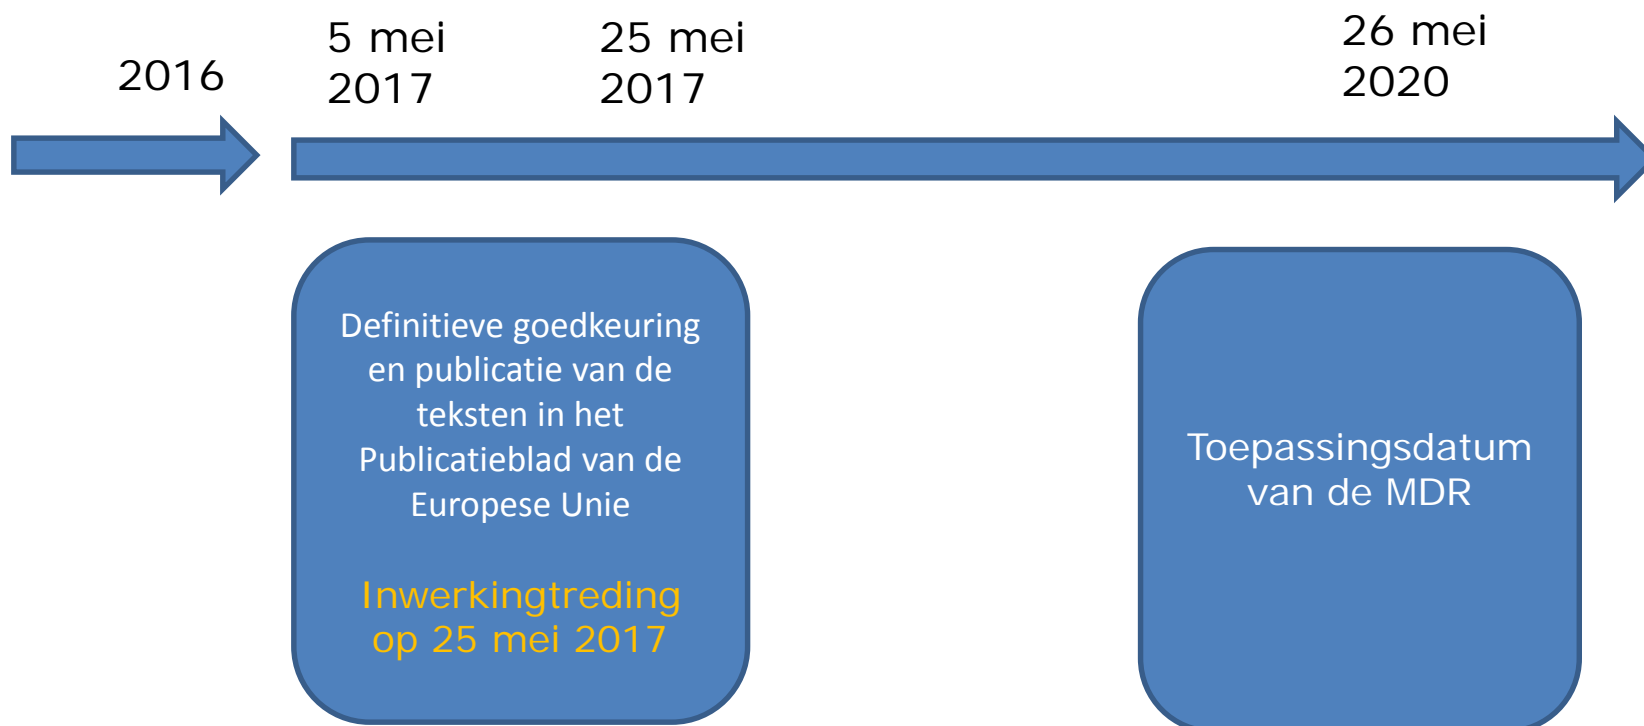 2016
5 mei
2017
25 mei
2017
26 mei
2020
Definitieve goedkeuring
en publicatie van de
teksten in het
Publicatieblad van de
Europese Unie
Inwerkingtreding
op 25 mei 2017
Toepassingsdatum
van de MDR